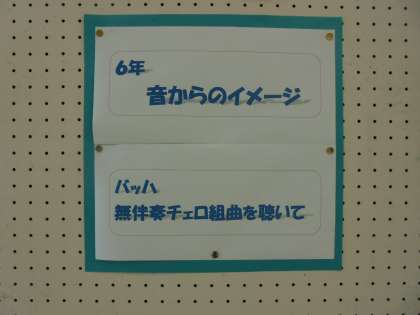 6年
音からのイメージ
バッハ
無伴奏チェロ組曲を聴いて